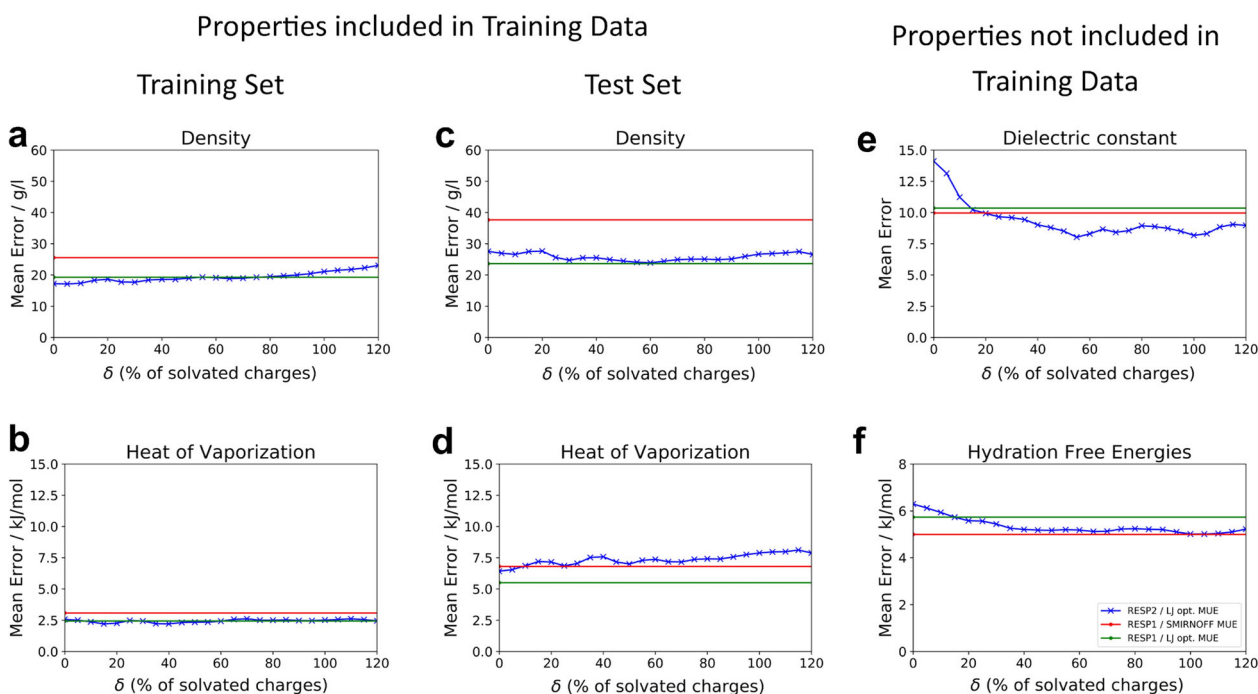 Properties included in Training Data
Properties not included in
Training Data
Training Set
Test Set
a
Density
60
50
40
30
20
10
0
Mean Error / g/l
0 20 40 60 80 100 120
δ (% of solvated charges)
c
Density
60
50
40
30
20
10
0
Mean Error / g/l
0 20 40 60 80 100 120
δ (% of solvated charges)
e
Dielectric constant
15.0
12.5
10.0
7.5
5.0
2.5
0.0
Mean Error
0 20 40 60 80 100 120
δ (% of solvated charges)
b
Heat of Vaporization
15.0
12.5
10.0
7.5
5.0
2.5
0.0
Mean Error / kJ/mol
0 20 40 60 80 100 120
δ (% of solvated charges)
d
Heat of Vaporization
15.0
12.5
10.0
7.5
5.0
2.5
0.0
Mean Error / kJ/mol
0 20 40 60 80 100 120
δ (% of solvated charges)
f
Hydration Free Energies
8
6
4
2
0
Mean Error / kJ/mol
RESP2 / LJ opt. MUE
RESP1 / SMIRNOFF MUE
RESP1 / LJ opt. MUE
0 20 40 60 80 100 120
δ (% of solvated charges)